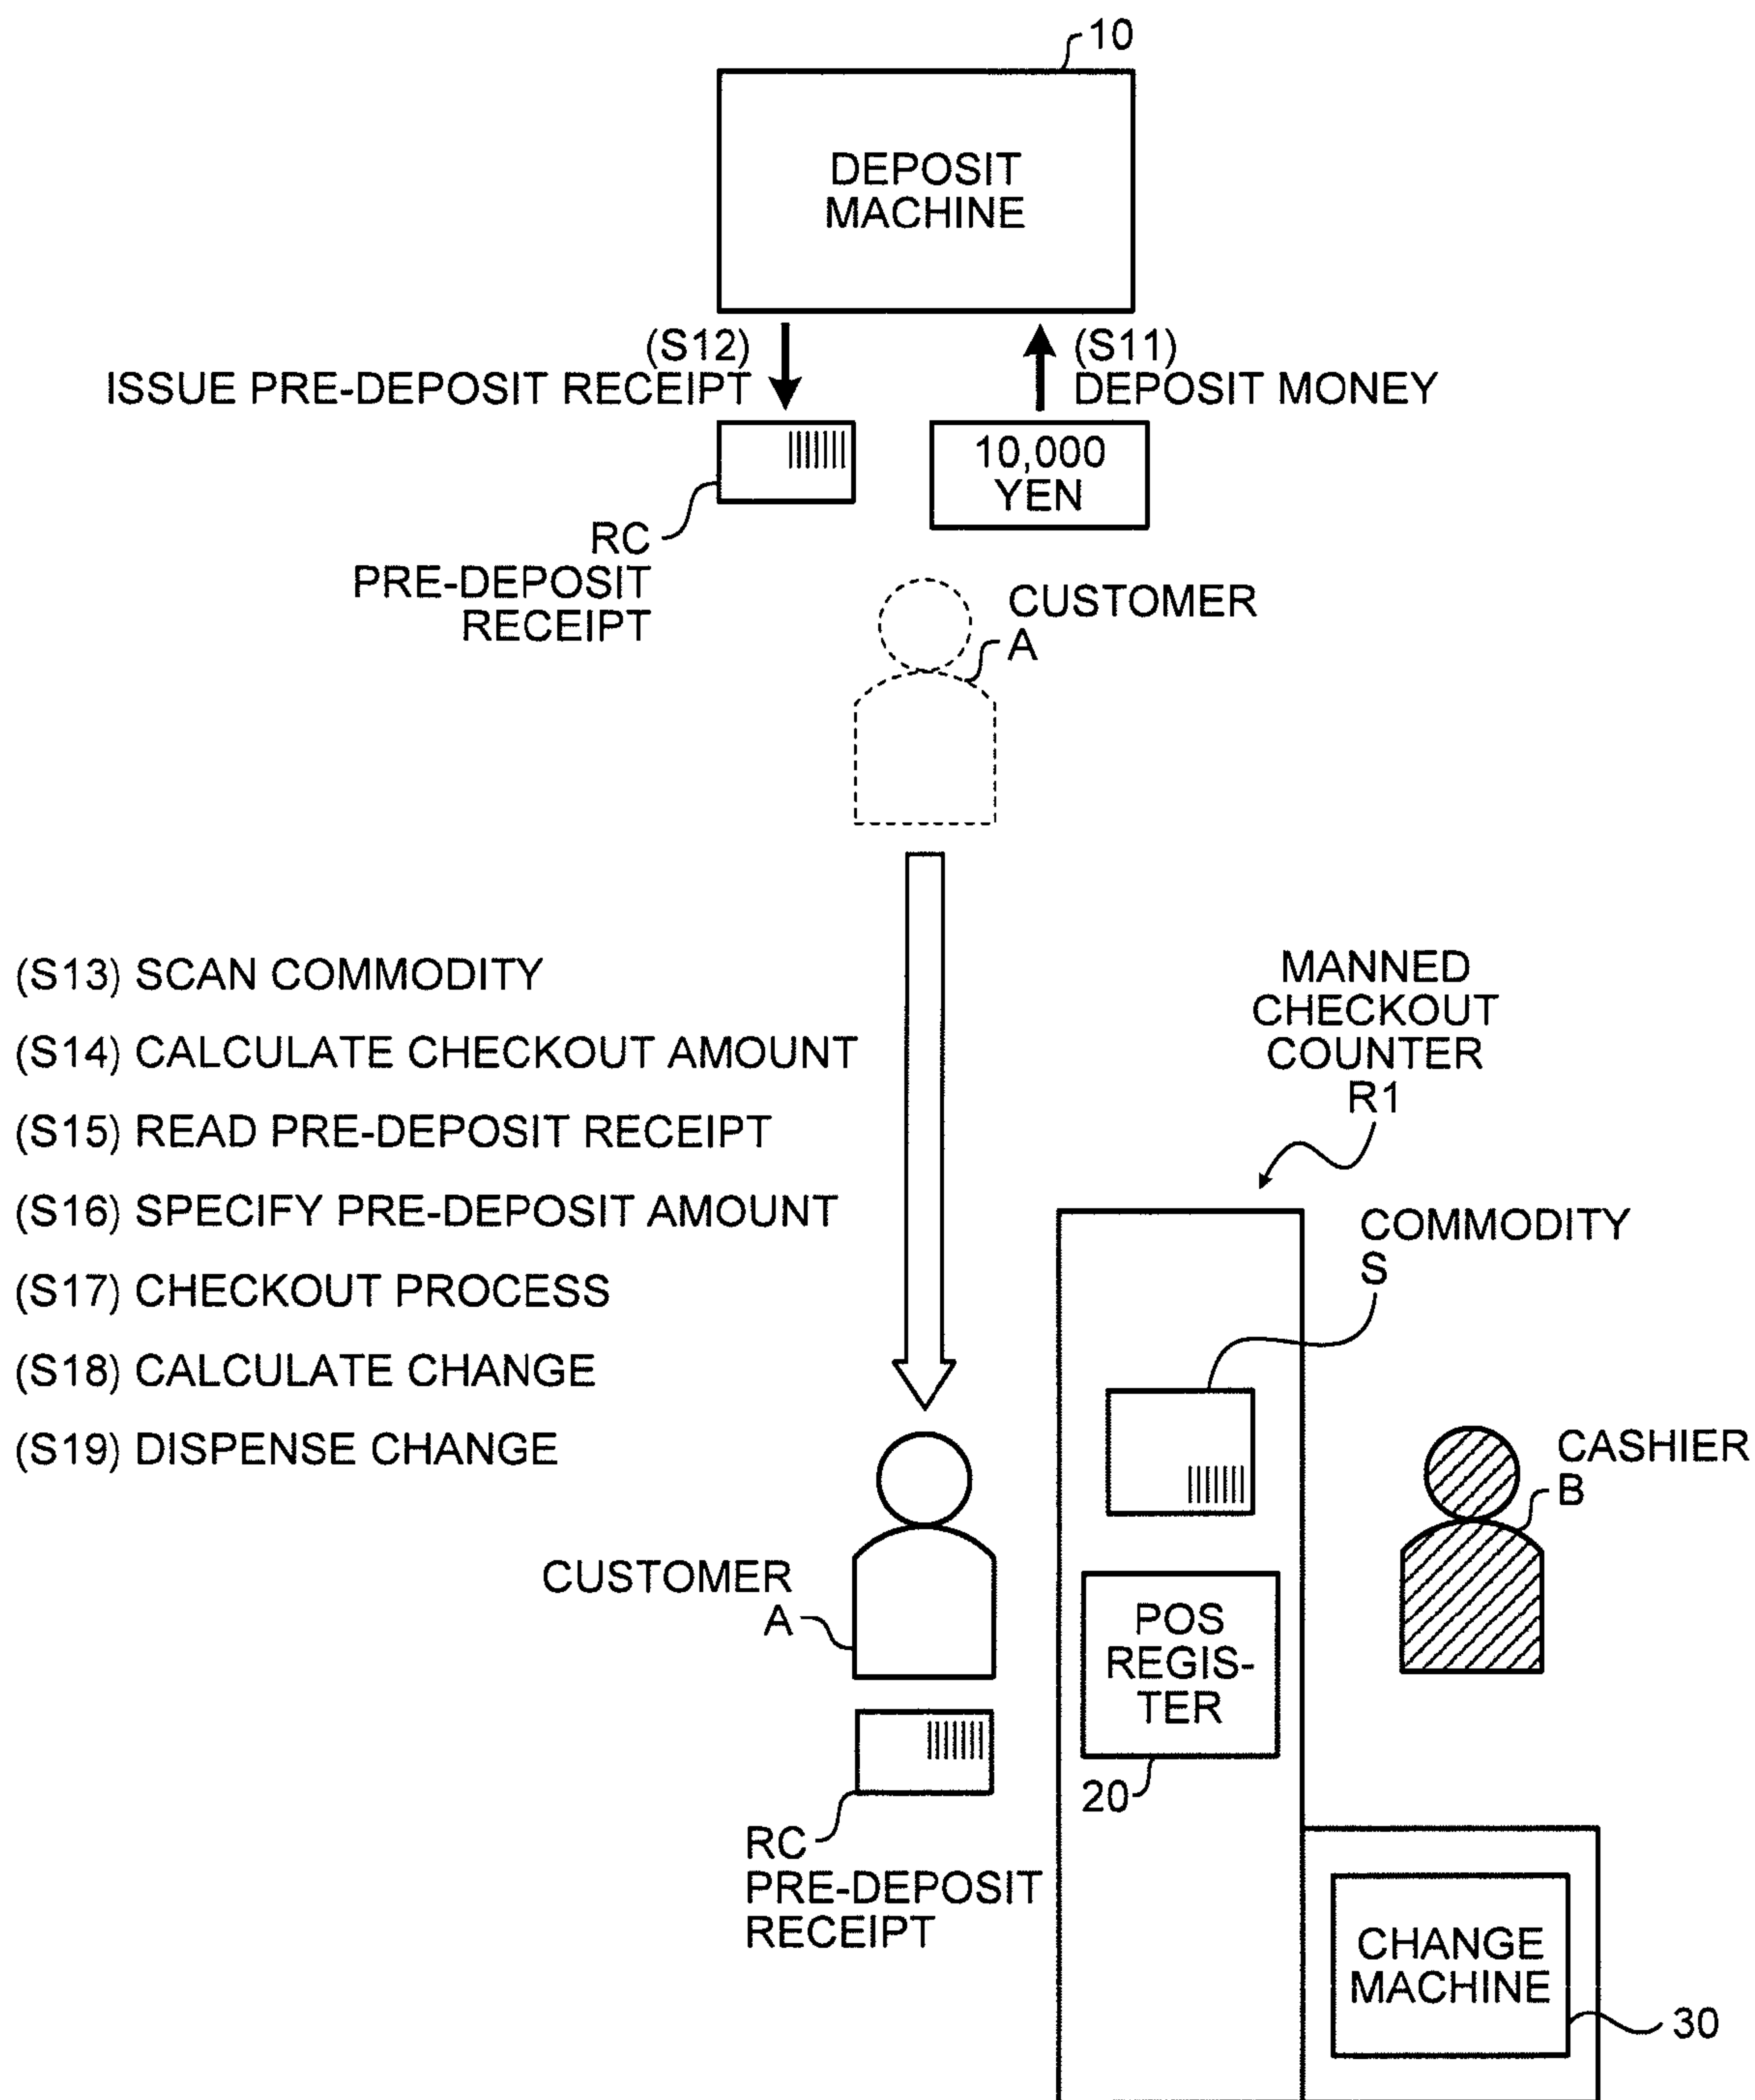 10
DEPOSIT
MACHINE
(S12)
ISSUE PRE-DEPOSIT RECEIPT
(S11)
DEPOSIT MONEY
10,000
YEN
RC
PRE-DEPOSIT
RECEIPT
CUSTOMER
A
(S13) SCAN COMMODITY
(S14) CALCULATE CHECKOUT AMOUNT
(S15) READ PRE-DEPOSIT RECEIPT
(S16) SPECIFY PRE-DEPOSIT AMOUNT
(S17) CHECKOUT PROCESS
(S18) CALCULATE CHANGE
(S19) DISPENSE CHANGE
MANNED
CHECKOUT
COUNTER
R1
COMMODITY
S
CASHIER
B
CUSTOMER
A
POS
REGIS-
TER
20
RC
PRE-DEPOSIT
RECEIPT
CHANGE
MACHINE
30